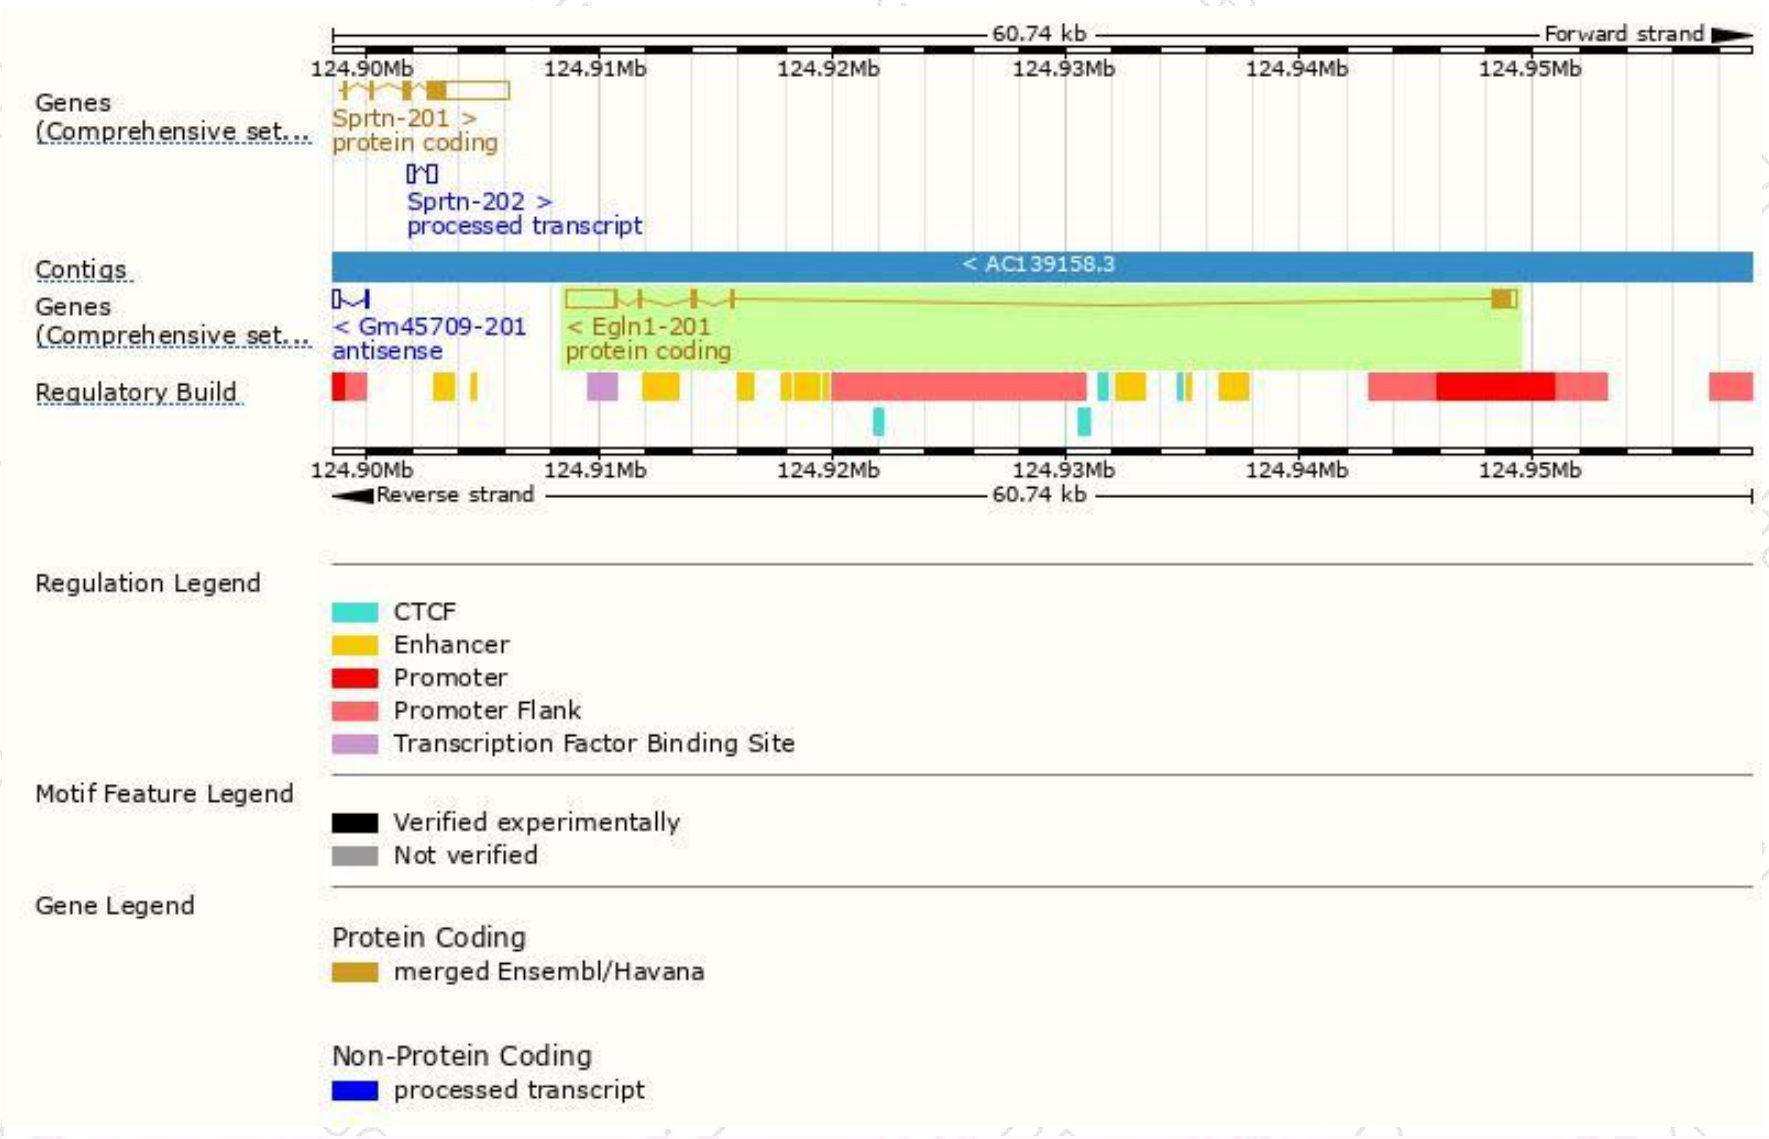 60.74 kb
Forward strand
124.90Mb 124.91Mb 124.92Mb 124.93Mb 124.94Mb 124.95Mb
Genes
(Comprehensive set...
Sprtn-201 >
protein coding
Sprtn-202 >
processed transcript
Contigs
< AC139158.3
Genes
(Comprehensive set...
< Gm45709-201
antisense
< Egln1-201
protein coding
Regulatory Build
124.90Mb 124.91Mb 124.92Mb 124.93Mb 124.94Mb 124.95Mb
Reverse strand
60.74 kb
Regulation Legend
CTCF
Enhancer
Promoter
Promoter Flank
Transcription Factor Binding Site
Motif Feature Legend
Verified experimentally
Not verified
Gene Legend
Protein Coding
merged Ensembl/Havana
Non-Protein Coding
processed transcript